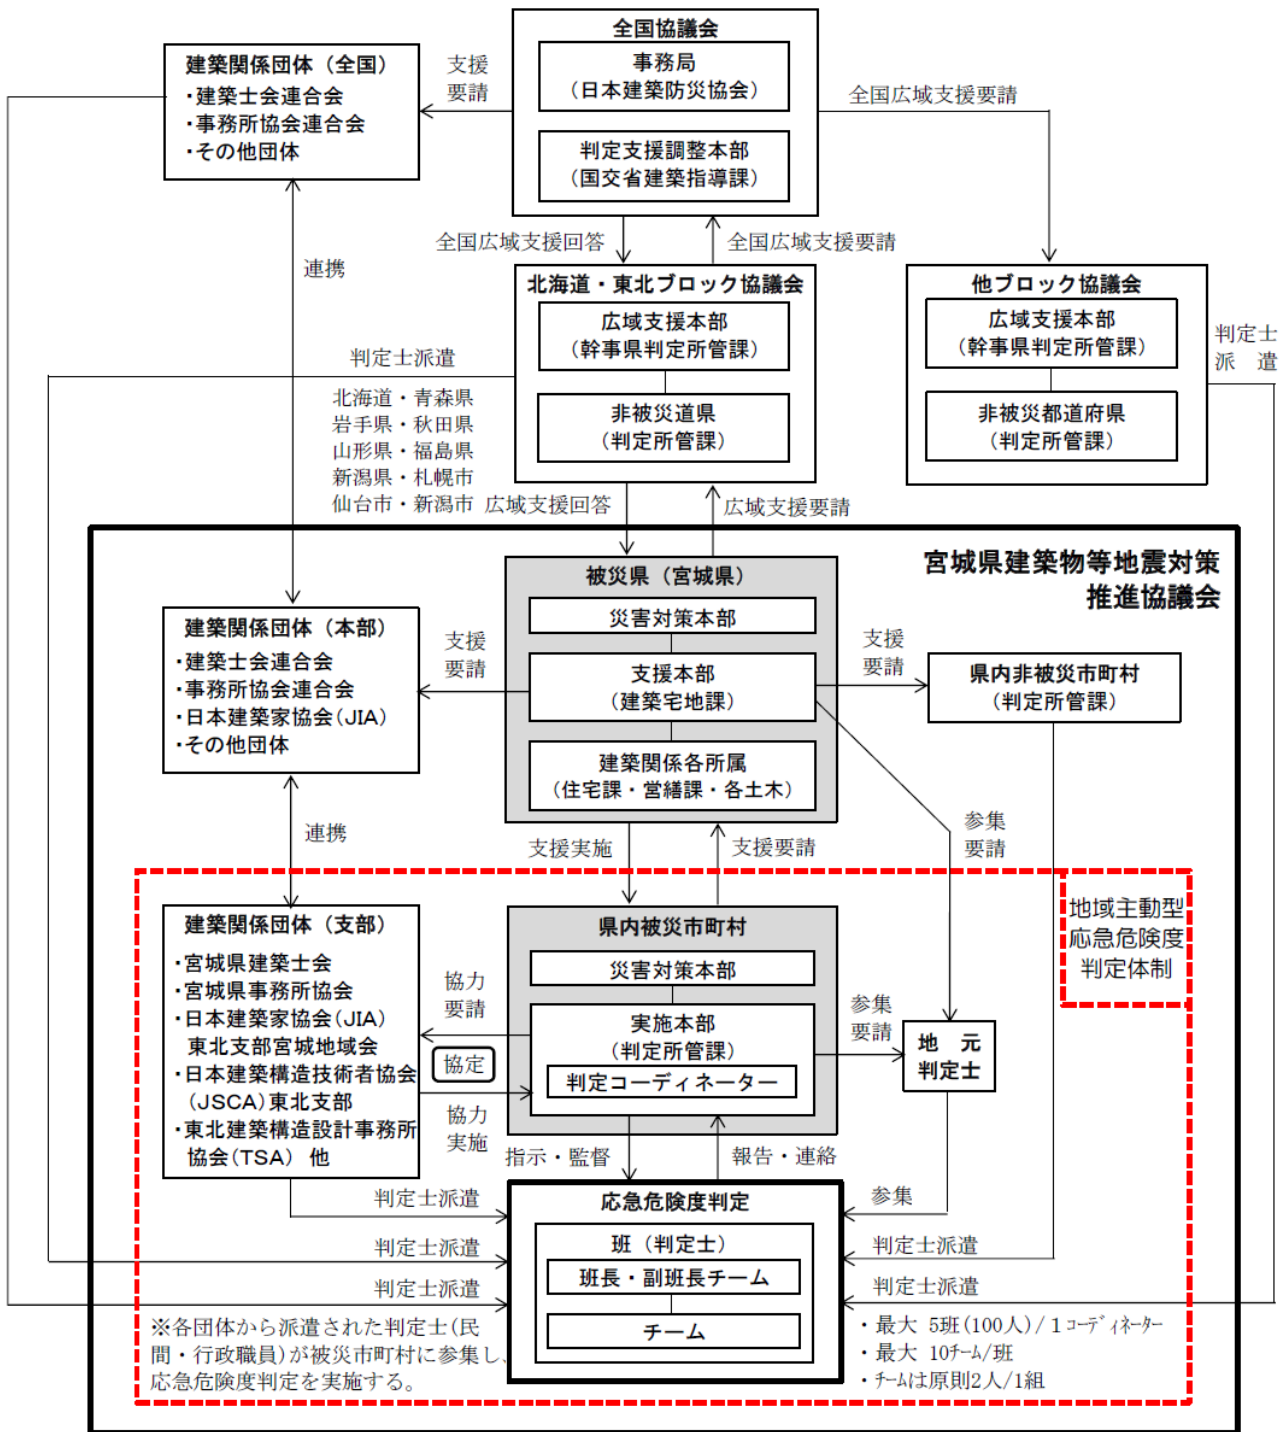 全国協議会
事務局
（日本建築防災協会）
判定支援調整本部
（国交省建築指導課）
建築関係団体（全国）
・建築士会連合会
・事務所協会連合会
・その他団体
支援
要請
全国広域支援要請
全国広域支援回答
全国広域支援要請
連携
北海道・東北ブロック協議会
広域支援本部
（幹事県判定所管課）
非被災道県
（判定所管課）
他ブロック協議会
広域支援本部
（幹事県判定所管課）
非被災都道府県
（判定所管課）
判定士
派　遣
判定士派遣
北海道・青森県
岩手県・秋田県
山形県・福島県
新潟県・札幌市
仙台市・新潟市
広域支援回答
広域支援要請
宮城県建築物等地震対策
推進協議会
被災県（宮城県）
災害対策本部
支援本部
（建築宅地課）
建築関係各所属
（住宅課・営繕課・各土木）
建築関係団体（本部）
・建築士会連合会
・事務所協会連合会
・日本建築家協会（JIA）
・その他団体
支援
要請
支援
要請
県内非被災市町村
（判定所管課）
連携
支援実施
支援要請
参集
要請
地域主動型
応急危険度
判定体制
建築関係団体（支部）
・宮城県建築士会
・宮城県事務所協会
・日本建築家協会（JIA）
東北支部宮城地域会
・日本建築構造技術者協会
（JSCA）東北支部
・東北建築構造設計事務所
協会（TSA） 他
協力
要請
協定
協力
実施
県内被災市町村
災害対策本部
実施本部
（判定所管課）
判定コーディネーター
参集
要請
地　元
判定士
指示・監督
報告・連絡
判定士派遣
参集
応急危険度判定
班（判定士）
班長・副班長チーム
チーム
判定士派遣
判定士派遣
判定士派遣
判定士派遣
※各団体から派遣された判定士（民
間・行政職員）が被災市町村に参集し、
応急危険度判定を実施する。
・最大 5班（100人）/１コーディネーター
・最大 10チーム/班
・チームは原則2人/1組